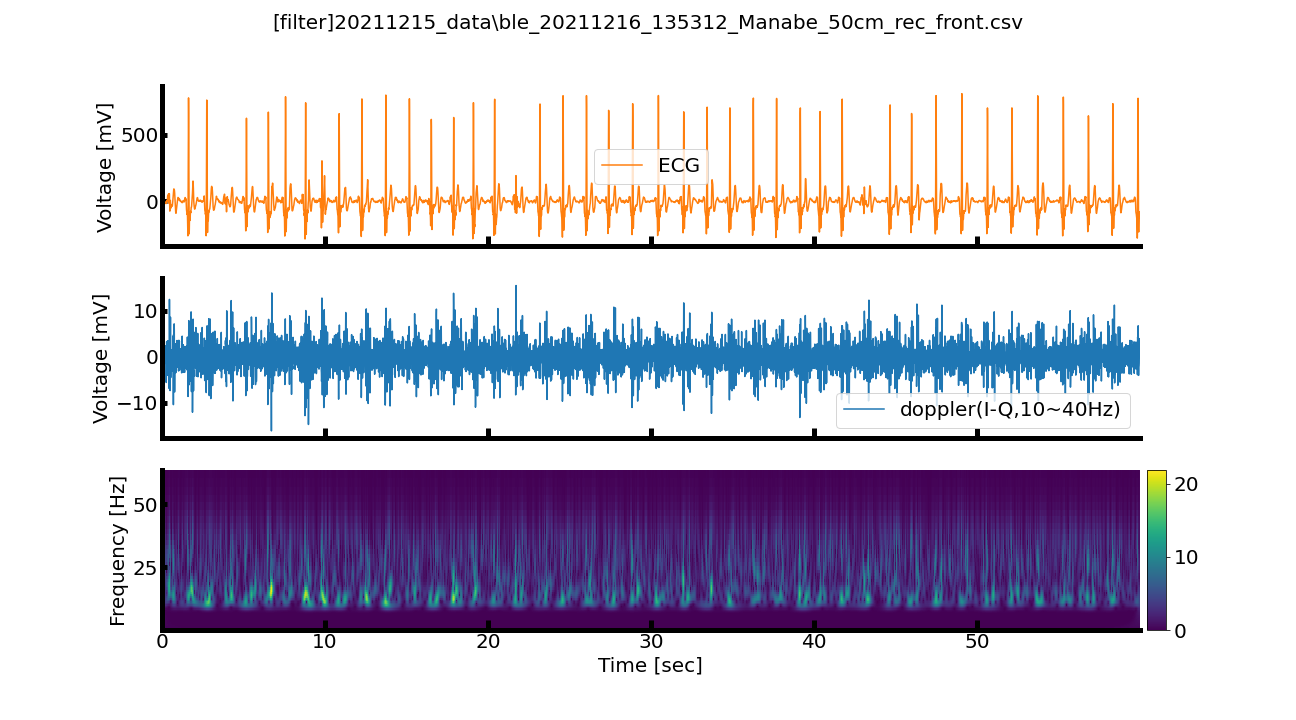 [filter]20211215_data\ble_20211216_135312_Manabe_50cm_rec_front.csv
Voltage [mV]
500
0
ECG
Voltage [mV]
10
0
−10
doppler(I-Q,10~40Hz)
Frequency [Hz]
50
25
0
10
20
30
40
50
Time [sec]
20
10
0